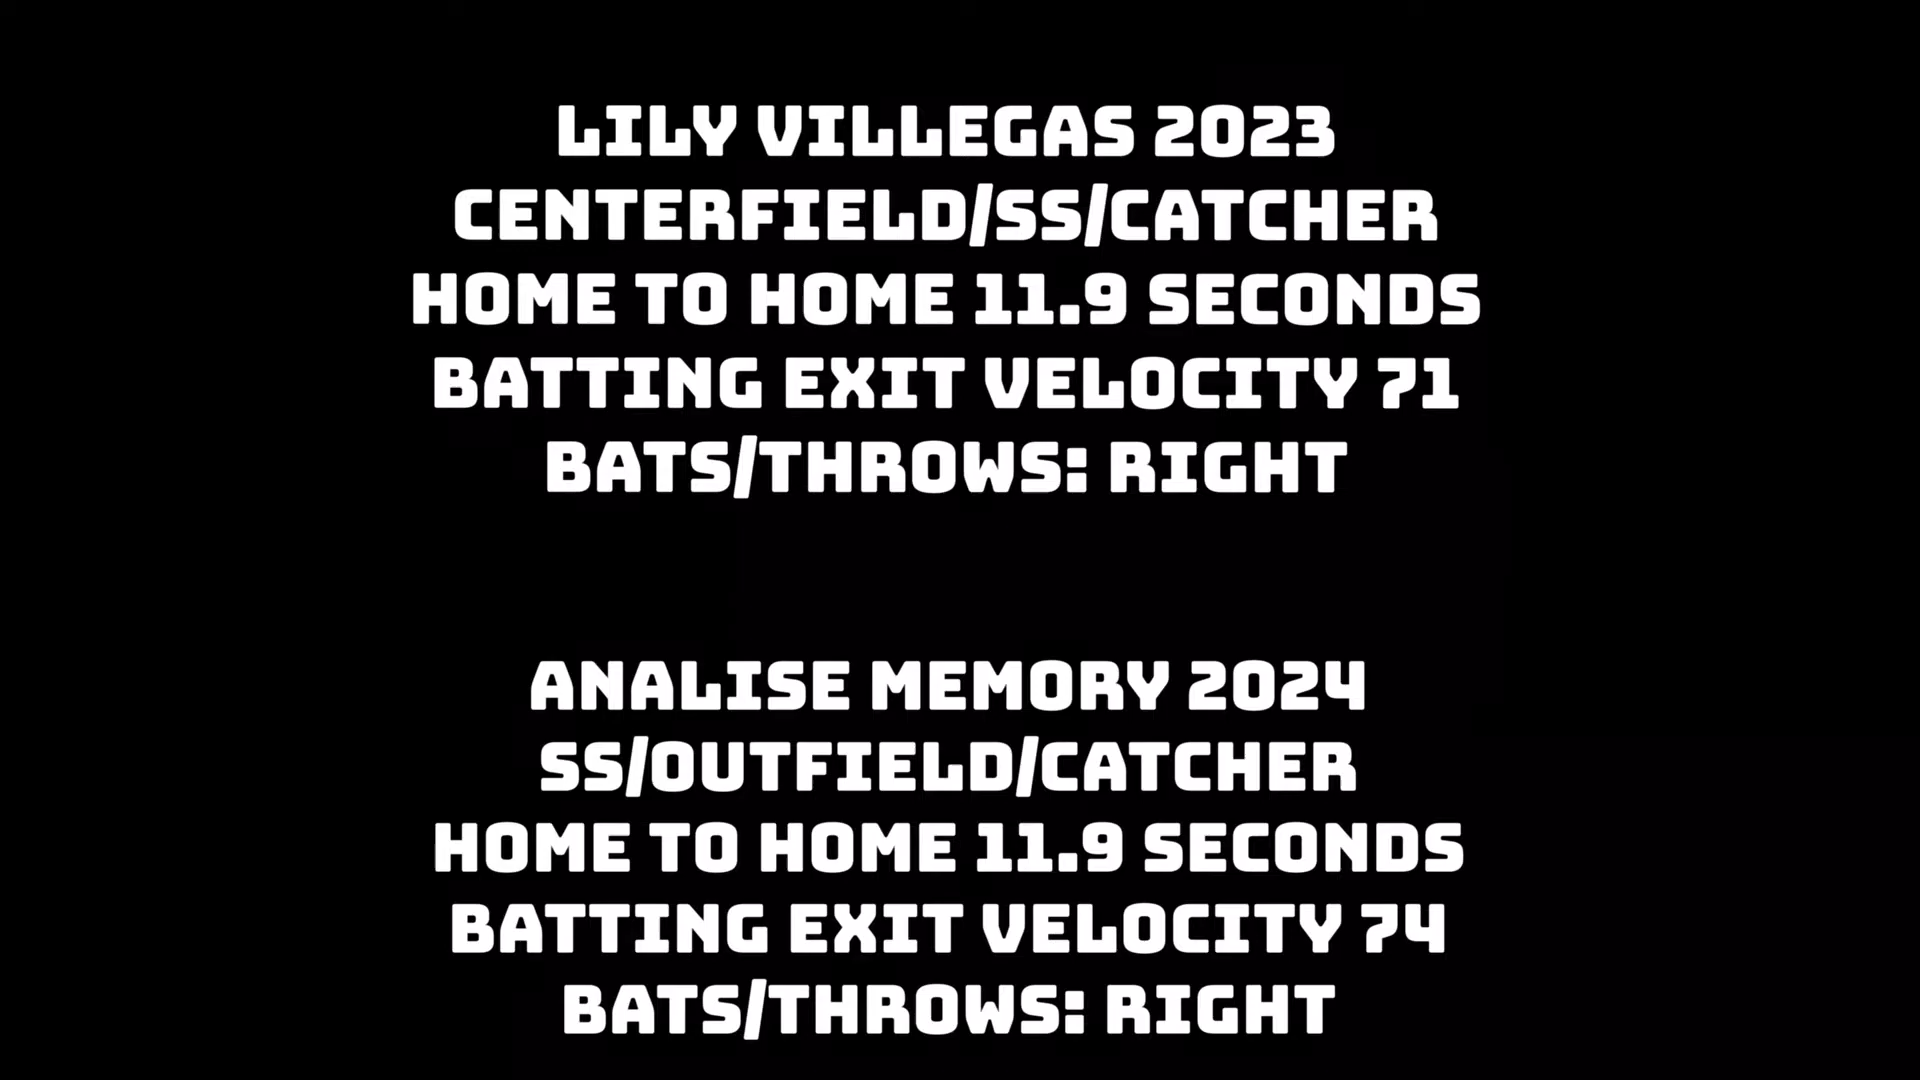 LILY VILLEGAS 2023
CENTERFIELD/SS/CATCHER
HOME TO HOME 11.9 SECONDS
BATTING EXIT VELOCITY 71
BATS/THROWS: RIGHT
ANALISE MEMORY 2024
SS/OUTFIELD/CATCHER
HOME TO HOME 11.9 SECONDS
BATTING EXIT VELOCITY 74
BATS/THROWS: RIGHT